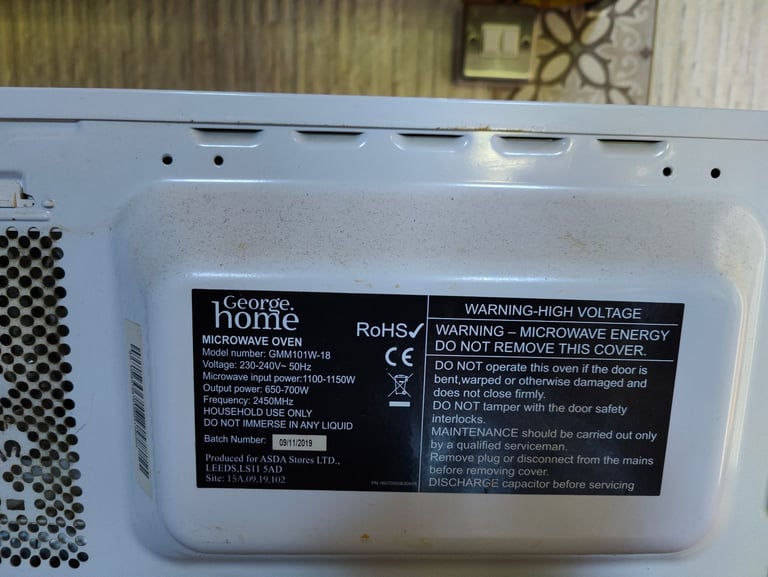 George.
home
MICROWAVE OVEN
Model number: GMM101W-18
Voltage: 230-240V~ 50Hz
Microwave input power:1100-1150W
Output power: 650-700W
Frequency: 2450MHz
HOUSEHOLD USE ONLY
DO NOT IMMERSE IN ANY LIQUID
Batch Number: 09/11/2019
Produced for ASDA Stores LTD.,
LEEDS,LS11 5AD
Site: 15A.09.19.102
RoHS✓
CE
WARNING-HIGH VOLTAGE
WARNING – MICROWAVE ENERGY
DO NOT REMOVE THIS COVER.
DO NOT operate this oven if the door is
bent,warped or otherwise damaged and
does not close firmly.
DO NOT tamper with the door safety
interlocks.
MAINTENANCE should be carried out only
by a qualified serviceman.
Remove plug or disconnect from the mains
before removing cover.
DISCHARGE capacitor before servicing